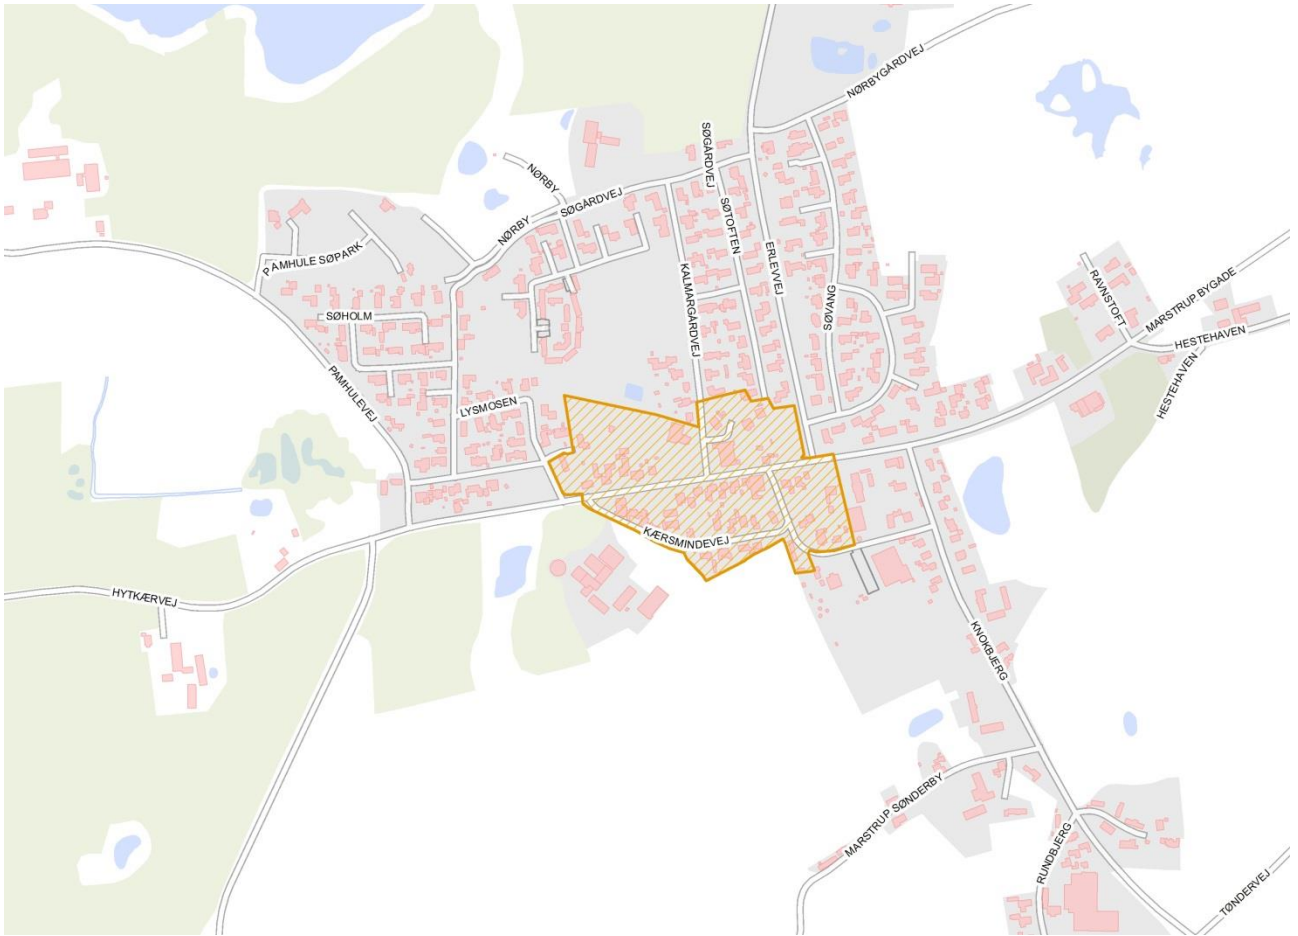 NØRBYGÅRDVEJ
SØGÅRDVEJ
NØRBY
SØGÅRDVEJ
SØTOFTEN
NØRBY
ERLEVVEJ
PAMHULE SØPARK
KALMARGÅRDVEJ
SØVANG
RAVNSTOFT
MARSTRUP BYGADE
SØHOLM
HESTEHAVEN
HESTEHAVEN
PAMHULEVEJ
LYSMOSEN
KÆRSMINDEVEJ
HYTKÆRVEJ
KNOKBJERG
MARSTRUP SØNDERBY
RUNDBJERG
TØNDERVEJ